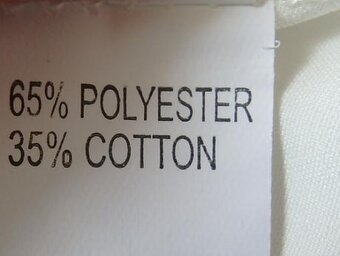 65% POLYESTER
35% COTTON